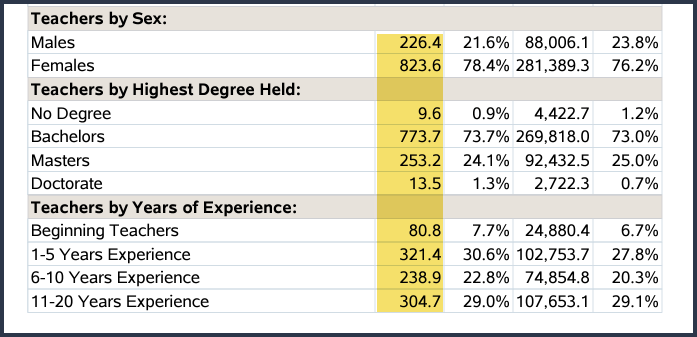 Teachers by Sex:
Males 226.4 21.6% 88,006.1 23.8%
Females 823.6 78.4% 281,389.3 76.2%
Teachers by Highest Degree Held:
No Degree 9.6 0.9% 4,422.7 1.2%
Bachelors 773.7 73.7% 269,818.0 73.0%
Masters 253.2 24.1% 92,432.5 25.0%
Doctorate 13.5 1.3% 2,722.3 0.7%
Teachers by Years of Experience:
Beginning Teachers 80.8 7.7% 24,880.4 6.7%
1-5 Years Experience 321.4 30.6% 102,753.7 27.8%
6-10 Years Experience 238.9 22.8% 74,854.8 20.3%
11-20 Years Experience 304.7 29.0% 107,653.1 29.1%